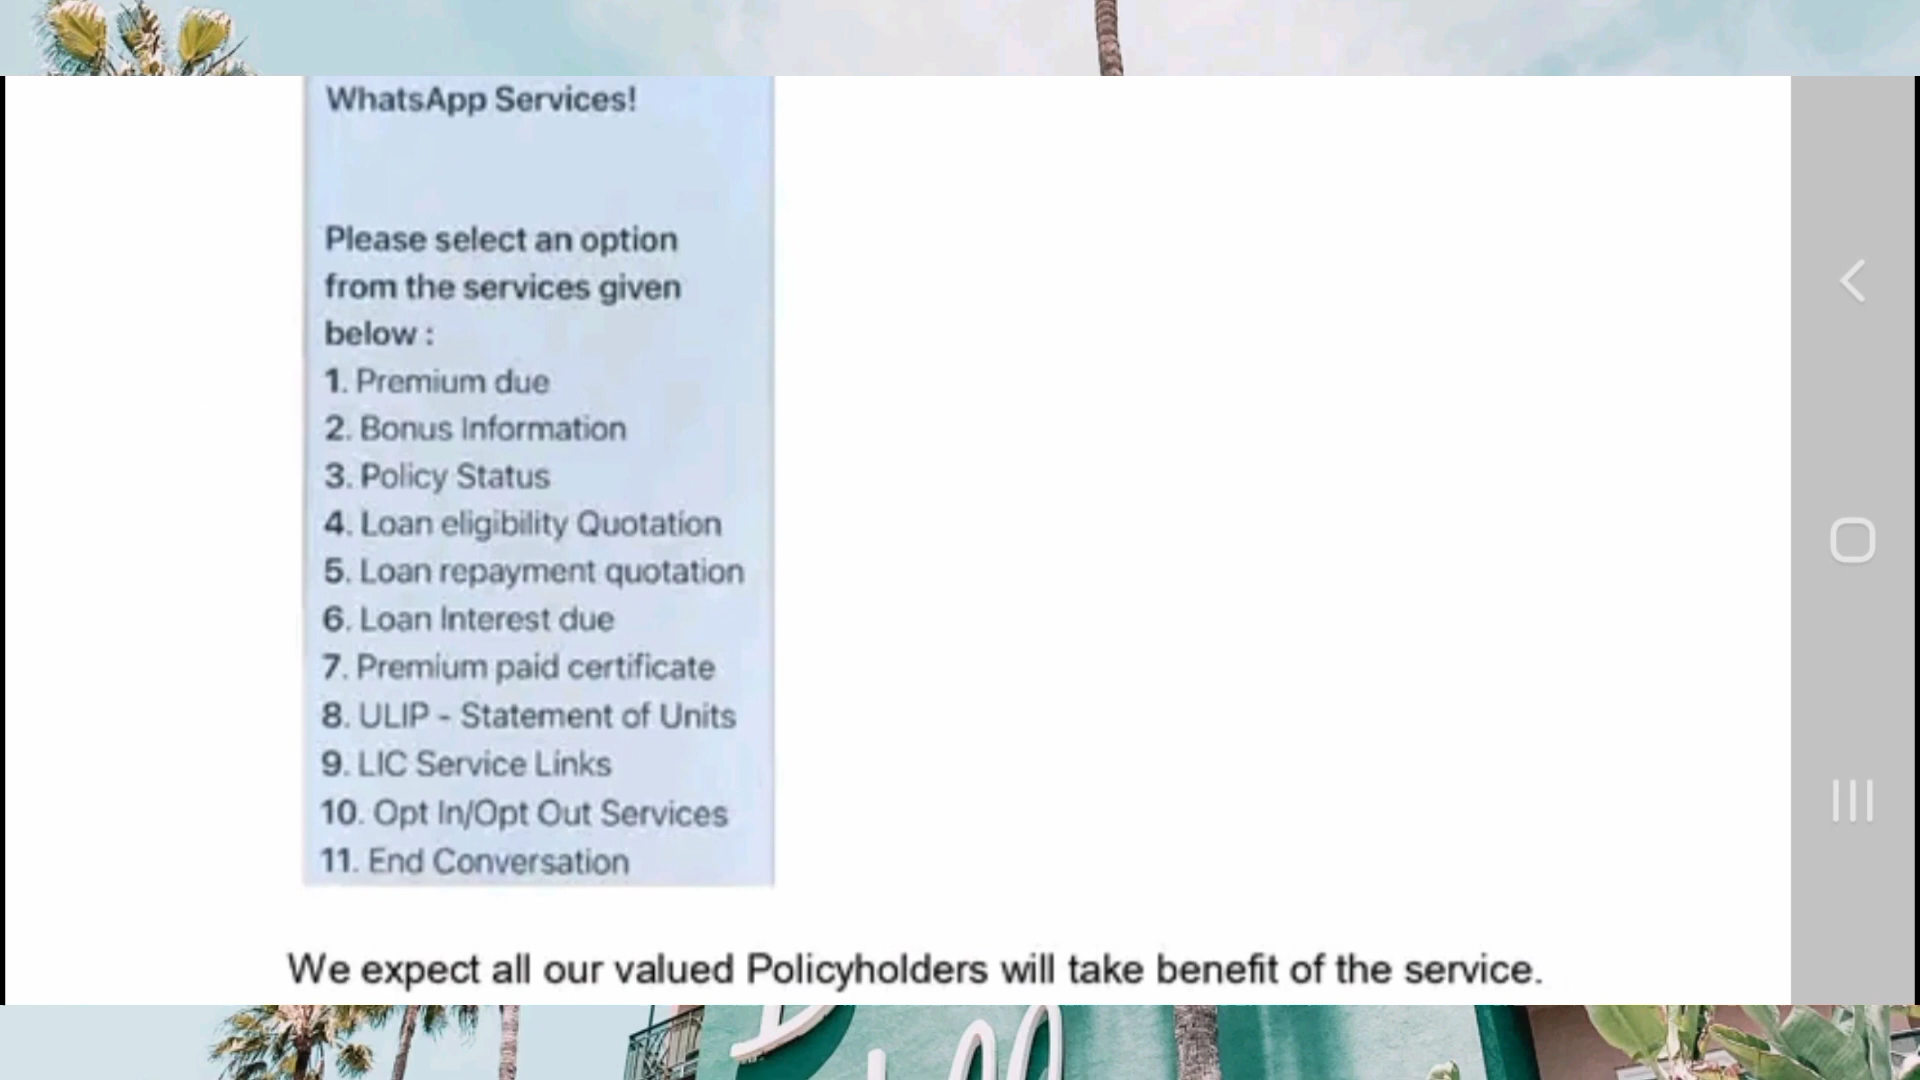 WhatsApp Services!
Please select an option
from the services given
below :
1. Premium due
2. Bonus Information
3. Policy Status
4. Loan eligibility Quotation
5. Loan repayment quotation
6. Loan Interest due
7. Premium paid certificate
8. ULIP - Statement of Units
9. LIC Service Links
10. Opt In/Opt Out Services
11. End Conversation
We expect all our valued Policyholders will take benefit of the service.